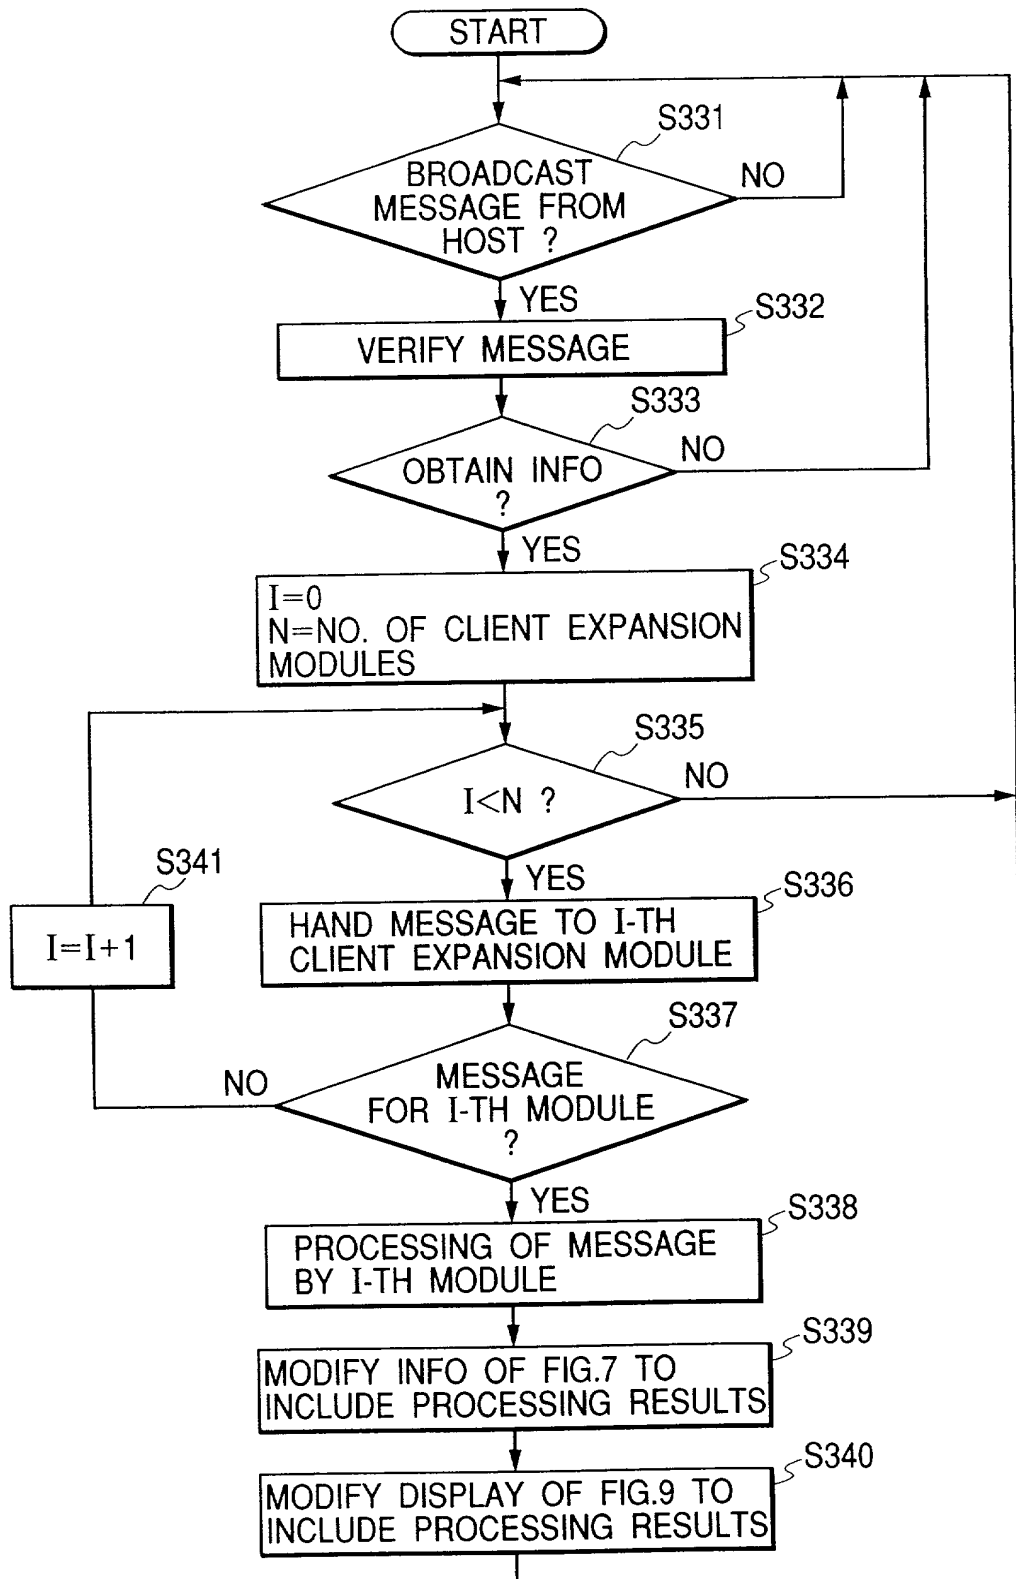 START
S331
BROADCAST
MESSAGE FROM
HOST ?
NO
YES
S332
VERIFY MESSAGE
S333
OBTAIN INFO
?
NO
YES
S334
I=0
N=NO. OF CLIENT EXPANSION
MODULES
S335
I<N ?
NO
YES
S341
I=I+1
S336
HAND MESSAGE TO I-TH
CLIENT EXPANSION MODULE
S337
MESSAGE
FOR I-TH MODULE
?
NO
YES
S338
PROCESSING OF MESSAGE
BY I-TH MODULE
S339
MODIFY INFO OF FIG.7 TO
INCLUDE PROCESSING RESULTS
S340
MODIFY DISPLAY OF FIG.9 TO
INCLUDE PROCESSING RESULTS